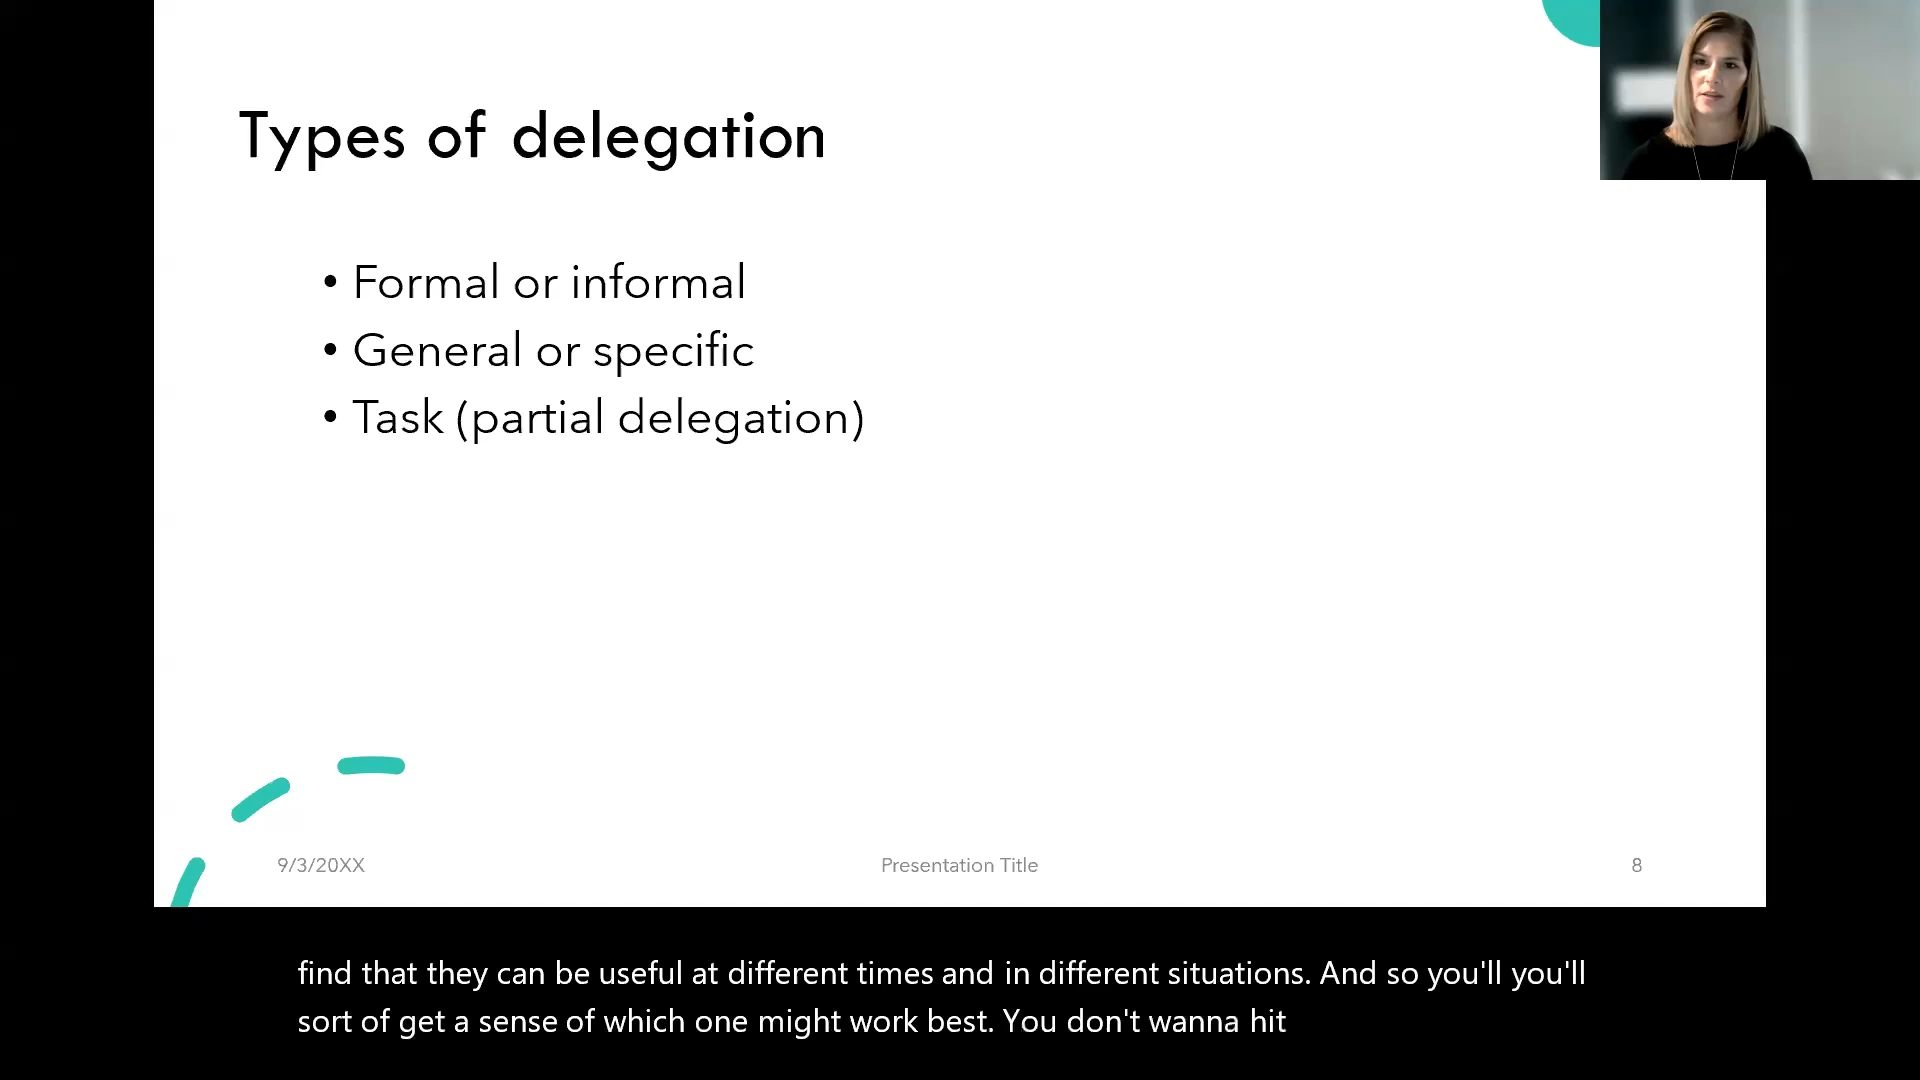 Types of delegation
• Formal or informal
• General or specific
• Task (partial delegation)
9/3/20XX
Presentation Title
8
find that they can be useful at different times and in different situations. And so you'll you'll
sort of get a sense of which one might work best. You don't wanna hit